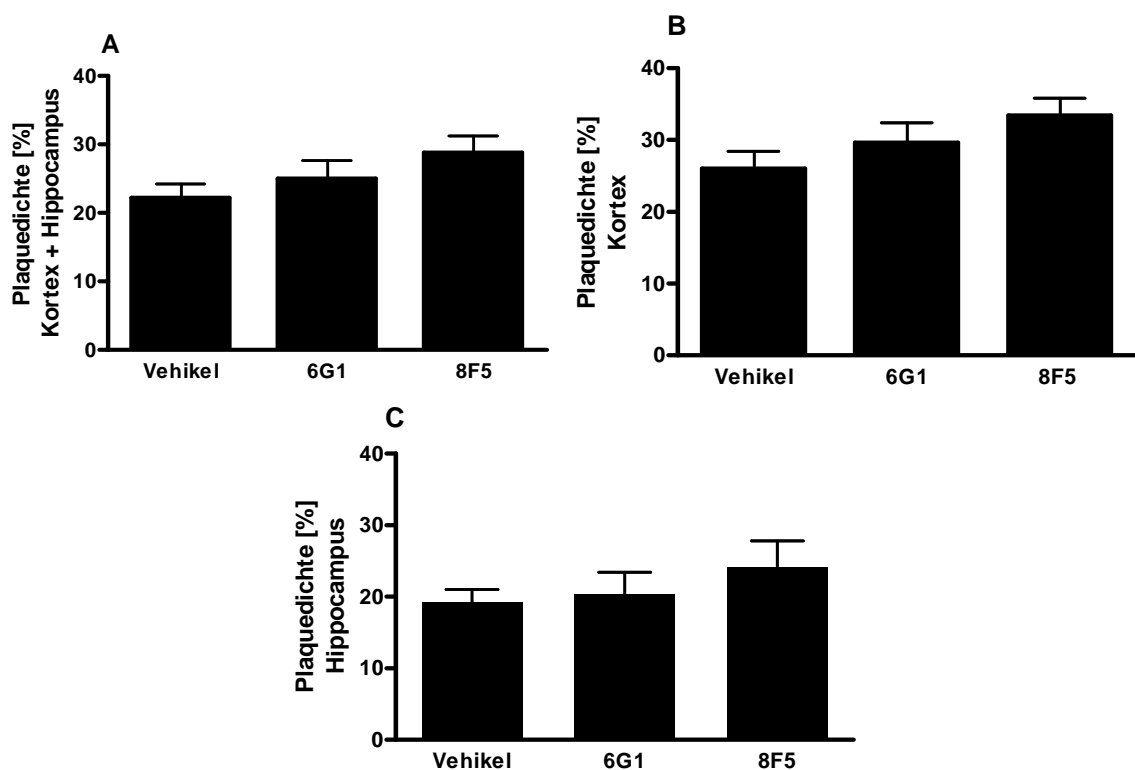 A
Plaquedichte [%]
Kortex + Hippocampus
40
30
20
10
0
Vehikel 6G1 8F5
B
Plaquedichte [%]
Kortex
40
30
20
10
0
Vehikel 6G1 8F5
C
Plaquedichte [%]
Hippocampus
40
30
20
10
0
Vehikel 6G1 8F5